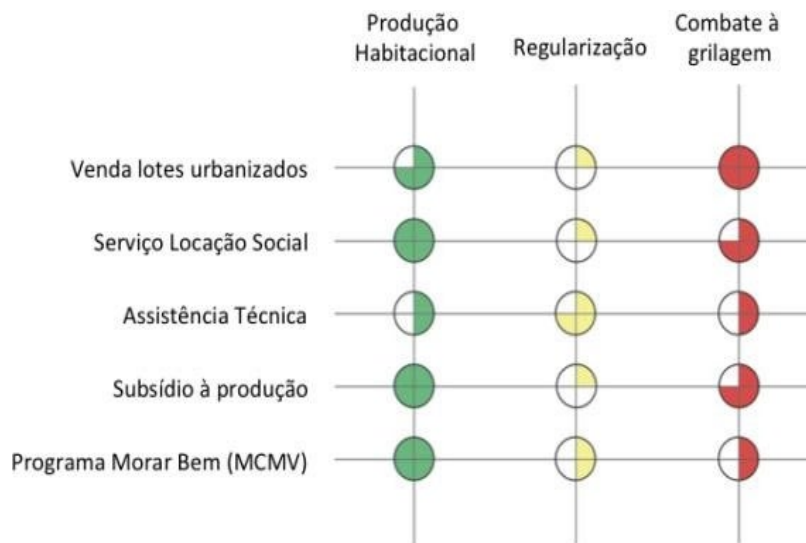 Produção
Habitacional
Regularização
Combate à
grilagem
Venda lotes urbanizados
Serviço Locação Social
Assistência Técnica
Subsídio à produção
Programa Morar Bem (MCMV)